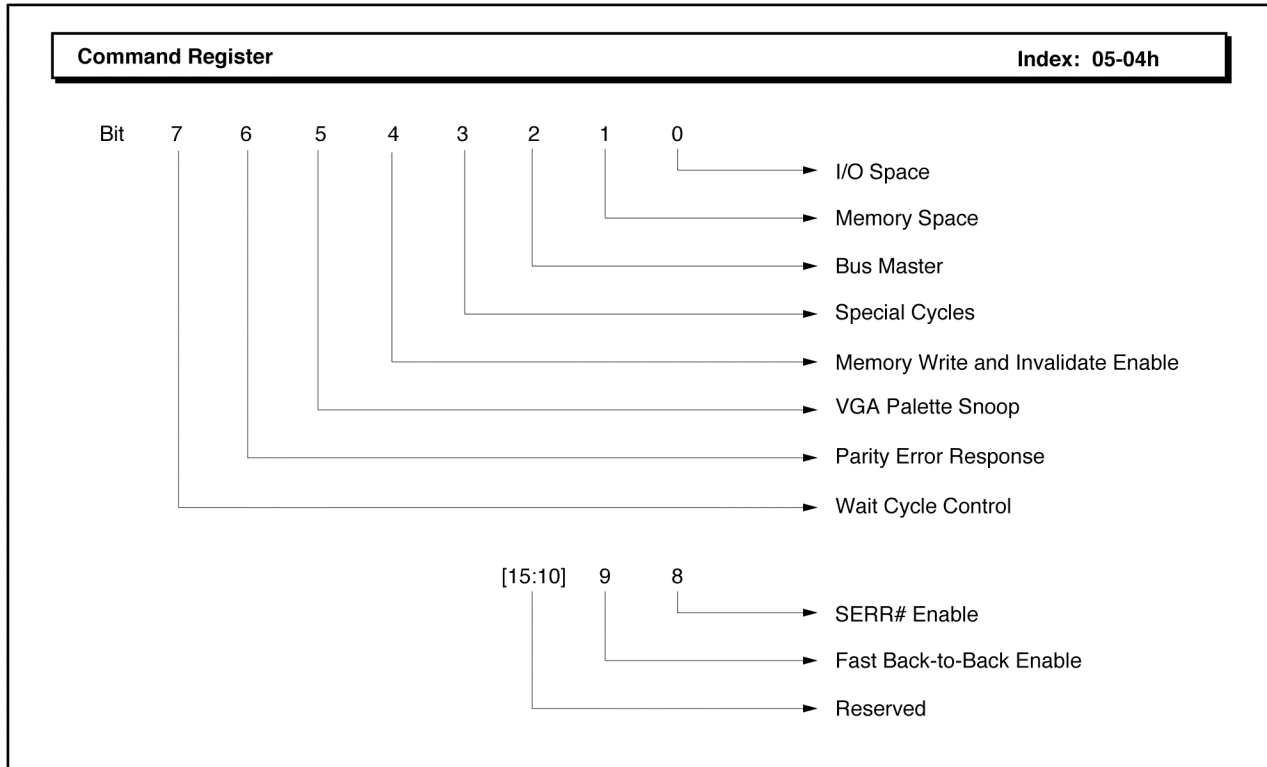 Command Register Index: 05-04h
Bit 7 6 5 4 3 2 1 0
I/O Space
Memory Space
Bus Master
Special Cycles
Memory Write and Invalidate Enable
VGA Palette Snoop
Parity Error Response
Wait Cycle Control
[15:10] 9 8
SERR# Enable
Fast Back-to-Back Enable
Reserved